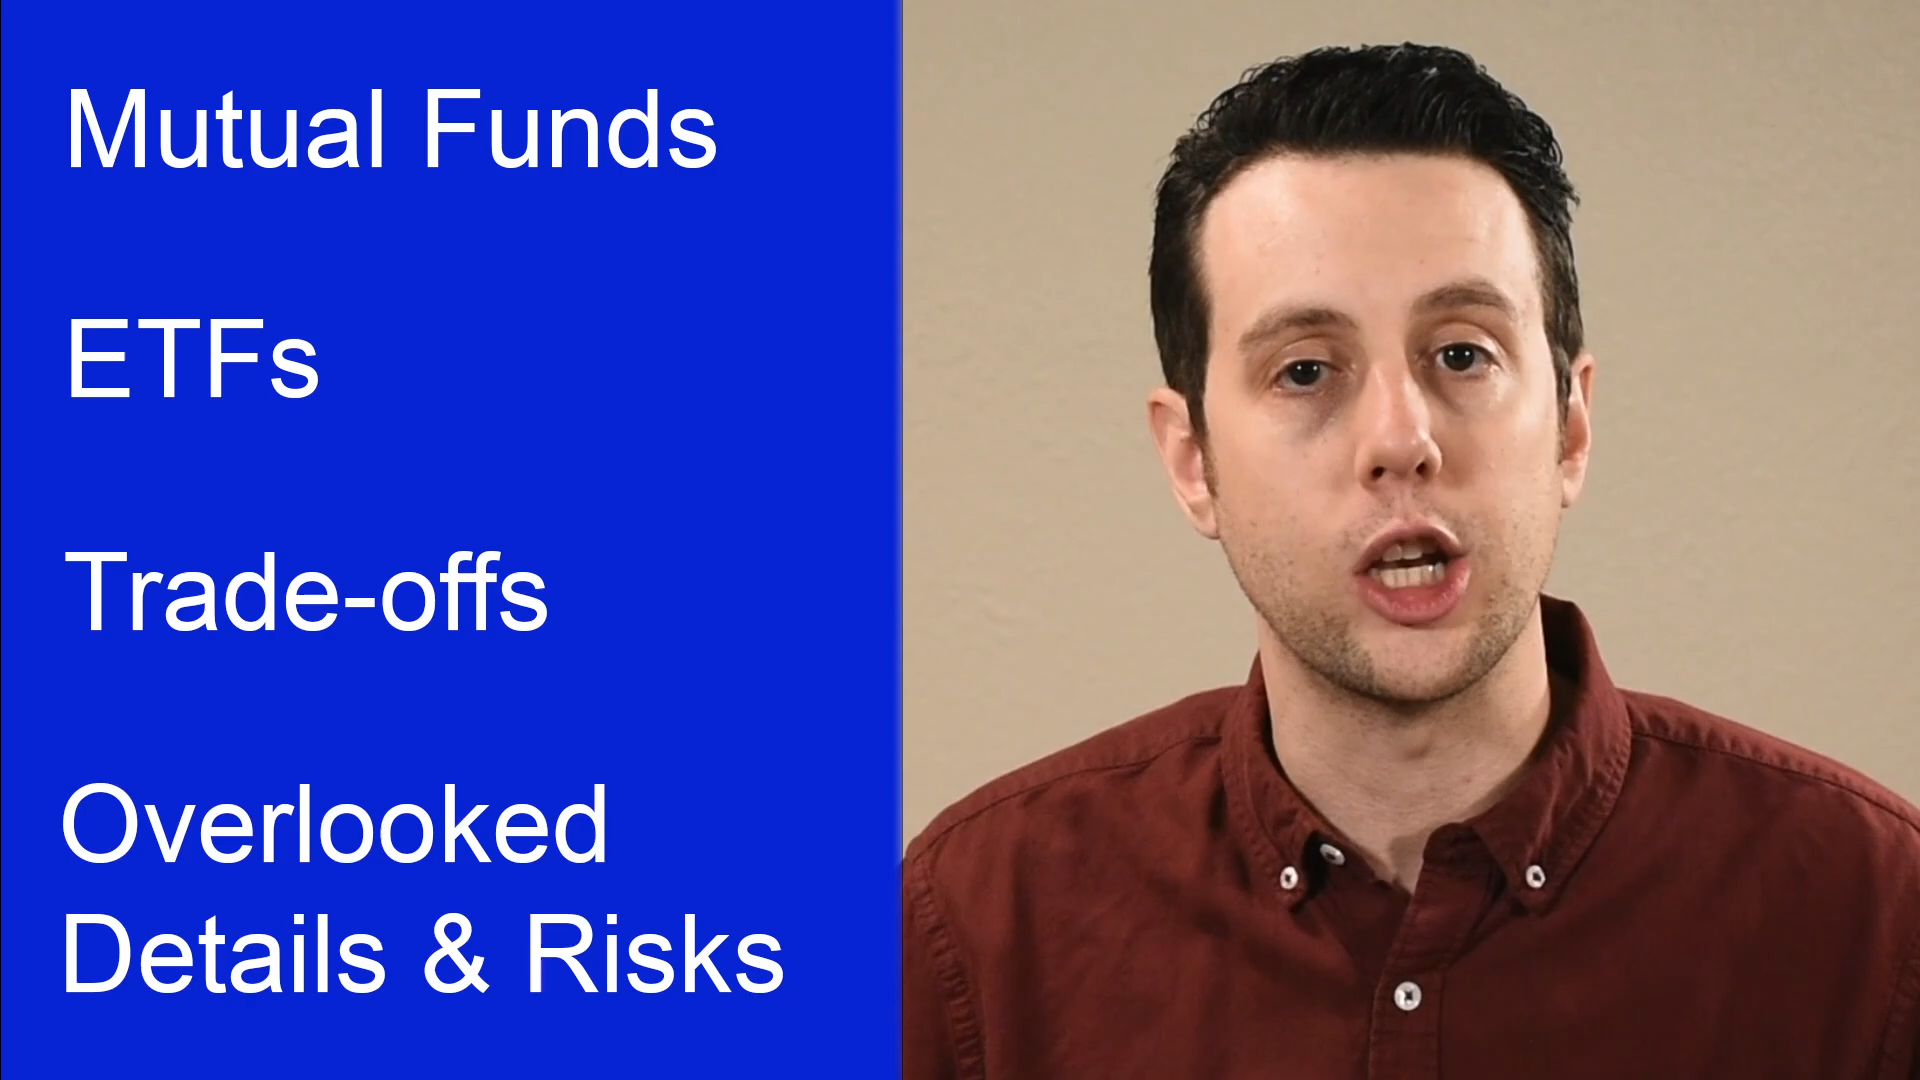 Mutual Funds
ETFs
Trade-offs
Overlooked
Details & Risks